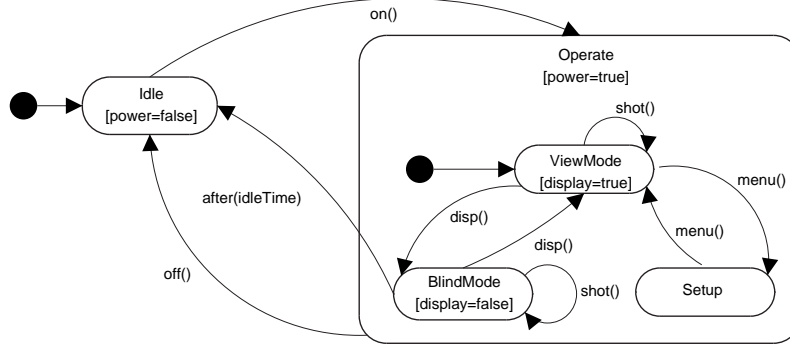 on()
Operate
[power=true]
Idle
[power=false]
shot()
ViewMode
[display=true]
menu()
after(idleTime)
disp()
menu()
disp()
off()
BlindMode
[display=false]
shot()
Setup